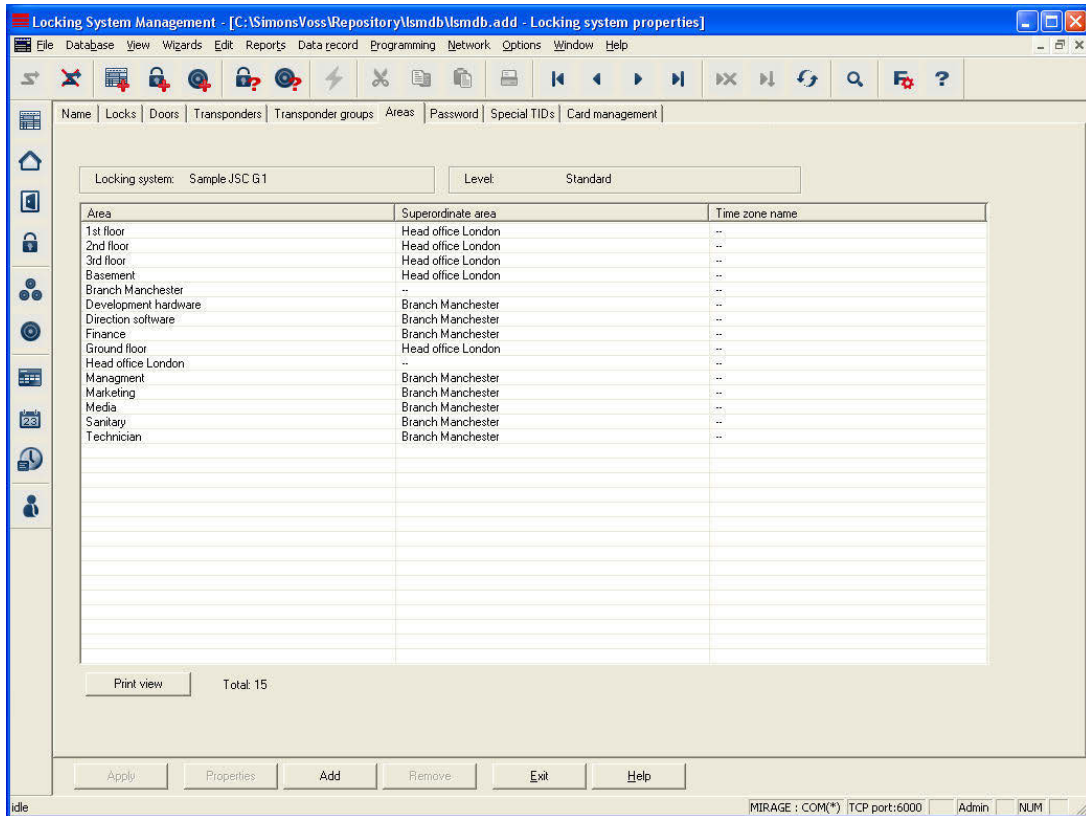 Locking System Management - [C:\SimonsVoss\Repository\lsmdb\lsmdb.add - Locking system properties]
File Database View Wizards Edit Reports Data record Programming Network Options Window Help
Name Locks Doors Transponders Transponder groups Areas Password Special TIDs Card management
Locking system: Sample JSC G1 Level: Standard
Area Superordinate area Time zone name
1st floor Head office London --
2nd floor Head office London --
3rd floor Head office London --
Basement Head office London --
Branch Manchester -- --
Development hardware Branch Manchester --
Direction software Branch Manchester --
Finance Branch Manchester --
Ground floor Head office London --
Head office London -- --
Managment Branch Manchester --
Marketing Branch Manchester --
Media Branch Manchester --
Sanitary Branch Manchester --
Technician Branch Manchester --
Print view Total: 15
Apply Properties Add Remove Exit Help
idle MIRAGE : COM(*) TCP port:6000 Admin NUM